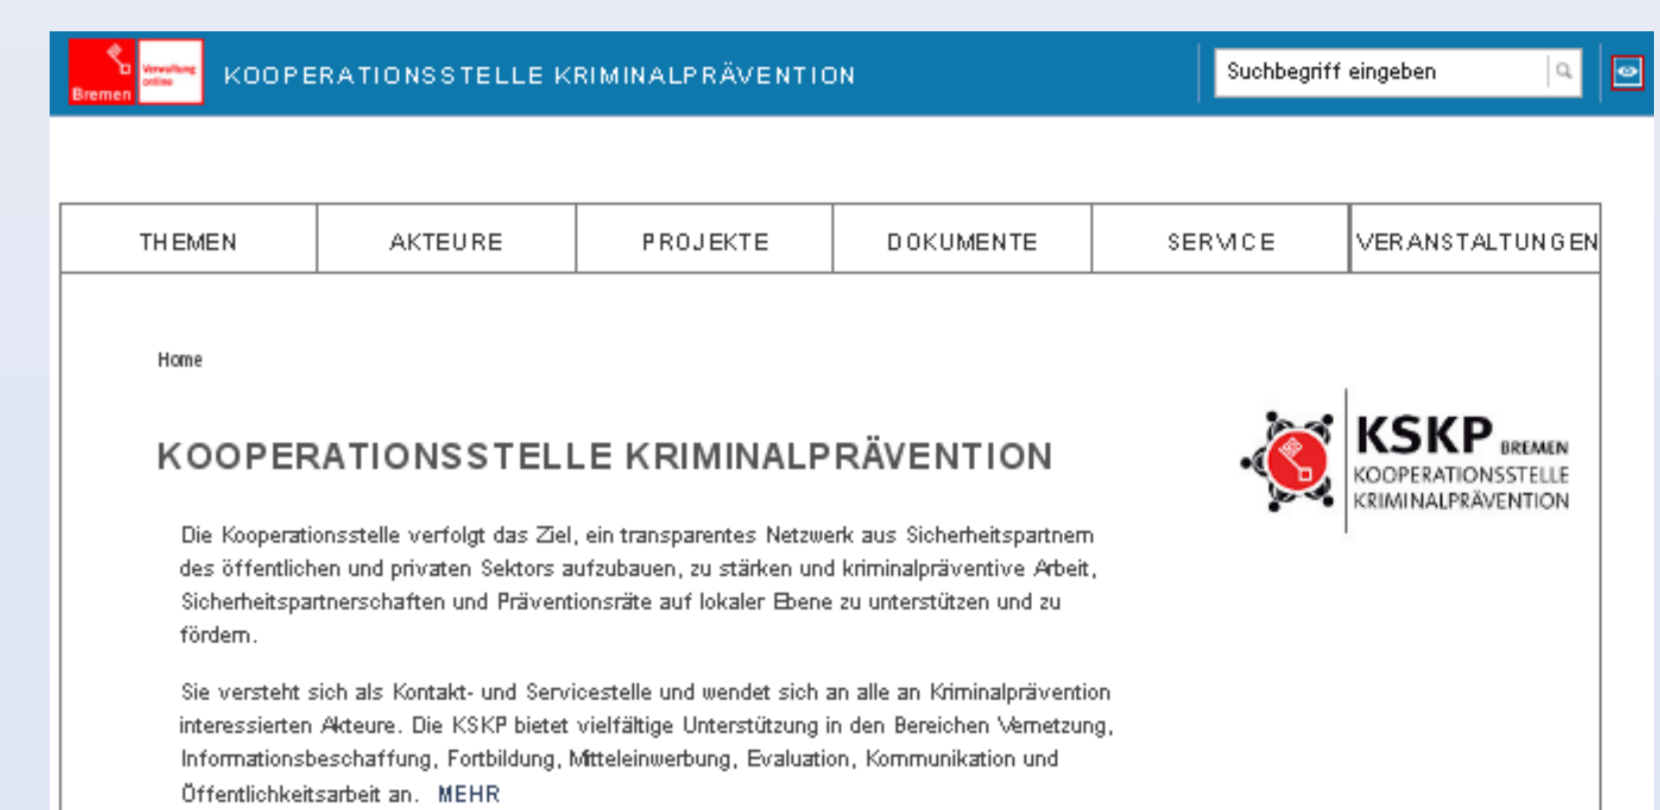 Bremen
Verwaltung
online
KOOPERATIONSSTELLE KRIMINALPRÄVENTION
Suchbegriff eingeben
THEMEN
AKTEURE
PROJEKTE
DOKUMENTE
SERVICE
VERANSTALTUNGEN
Home
KSKP BREMEN
KOOPERATIONSSTELLE
KRIMINALPRÄVENTION
KOOPERATIONSSTELLE KRIMINALPRÄVENTION
Die Kooperationsstelle verfolgt das Ziel, ein transparentes Netzwerk aus Sicherheitspartnern
des öffentlichen und privaten Sektors aufzubauen, zu stärken und kriminalpräventive Arbeit,
Sicherheitspartnerschaften und Präventionsräte auf lokaler Ebene zu unterstützen und zu
fördern.
Sie versteht sich als Kontakt- und Servicestelle und wendet sich an alle an Kriminalprävention
interessierten Akteure. Die KSKP bietet vielfältige Unterstützung in den Bereichen Vernetzung,
Informationsbeschaffung, Fortbildung, Mitteleinwerbung, Evaluation, Kommunikation und
Öffentlichkeitsarbeit an. MEHR